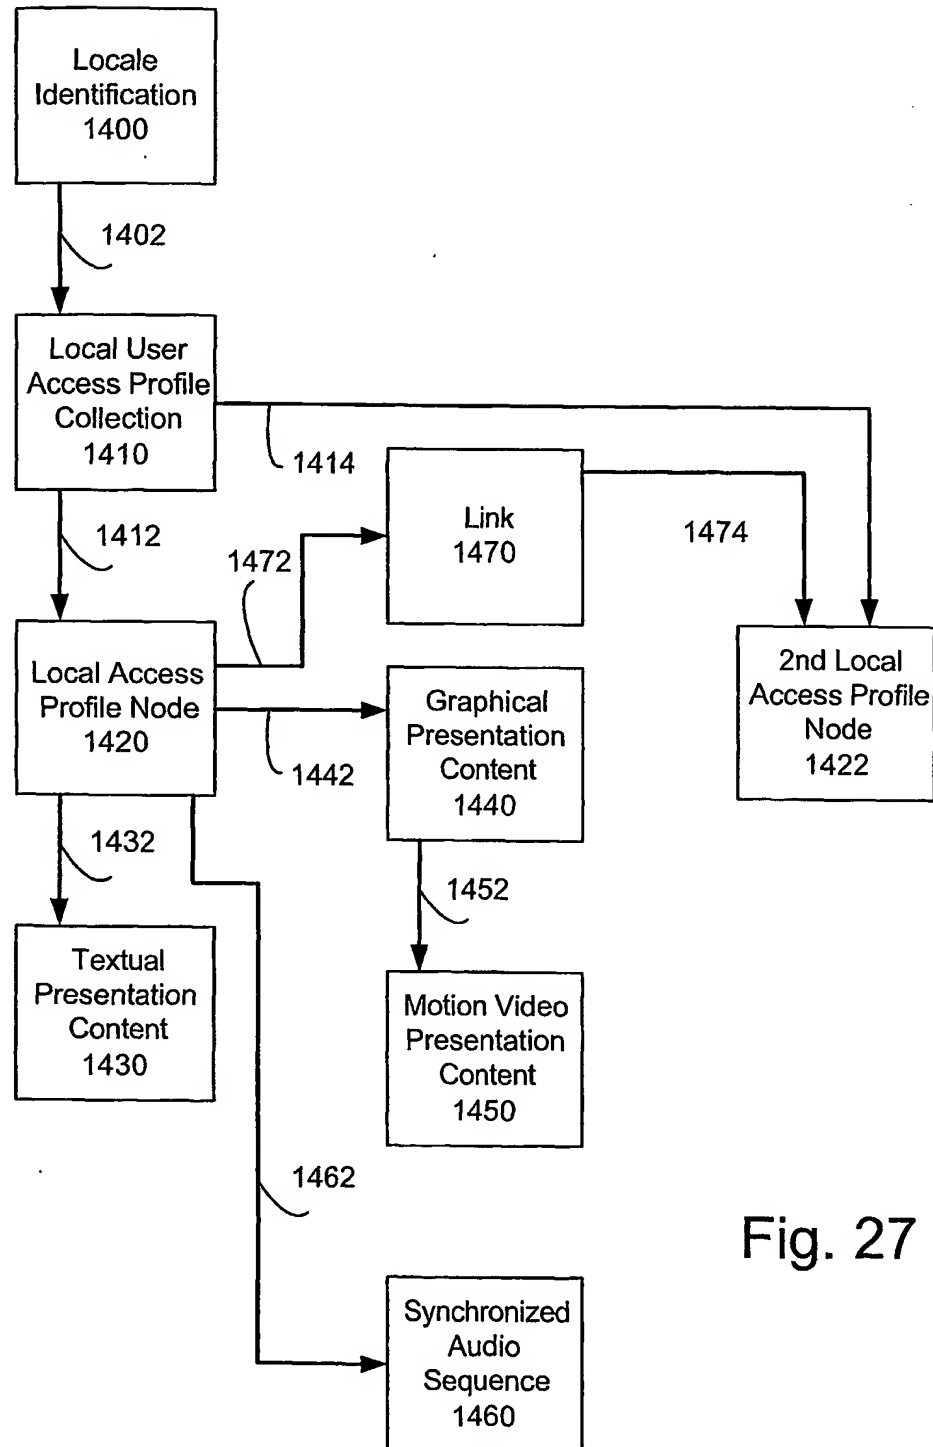 Locale
Identification
1400
1402
Local User
Access Profile
Collection
1410
1414
1412
Link
1470
1472
1474
Local Access
Profile Node
1420
Graphical
Presentation
Content
1440
2nd Local
Access Profile
Node
1422
1442
1432
1452
Textual
Presentation
Content
1430
Motion Video
Presentation
Content
1450
1462
Fig. 27
Synchronized
Audio
Sequence
1460